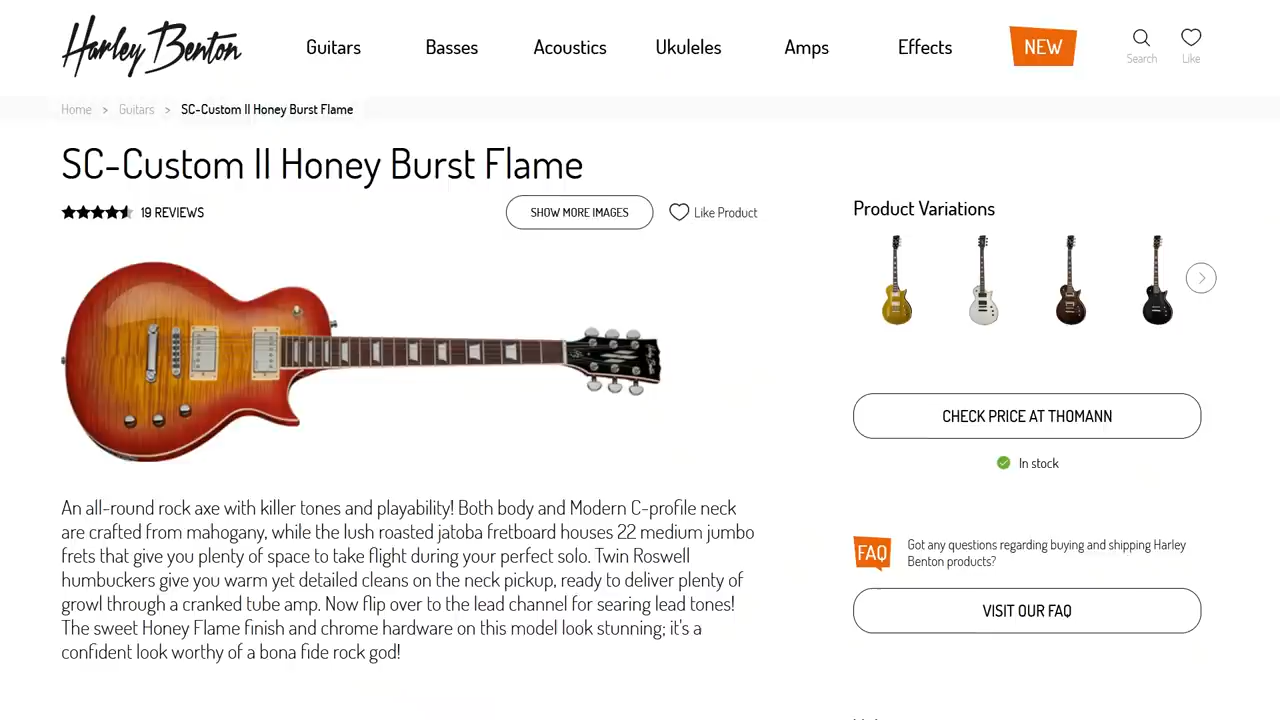 Harley Benton
Guitars
Basses
Acoustics
Ukuleles
Amps
Effects
NEW
Search
Like
Home > Guitars > SC-Custom II Honey Burst Flame
SC-Custom II Honey Burst Flame
19 REVIEWS
SHOW MORE IMAGES
Like Product
An all-round rock axe with killer tones and playability! Both body and Modern C-profile neck
are crafted from mahogany, while the lush roasted jatoba fretboard houses 22 medium jumbo
frets that give you plenty of space to take flight during your perfect solo. Twin Roswell
humbuckers give you warm yet detailed cleans on the neck pickup, ready to deliver plenty of
growl through a cranked tube amp. Now flip over to the lead channel for searing lead tones!
The sweet Honey Flame finish and chrome hardware on this model look stunning; it's a
confident look worthy of a bona fide rock god!
Product Variations
CHECK PRICE AT THOMANN
In stock
FAQ
Got any questions regarding buying and shipping Harley
Benton products?
VISIT OUR FAQ